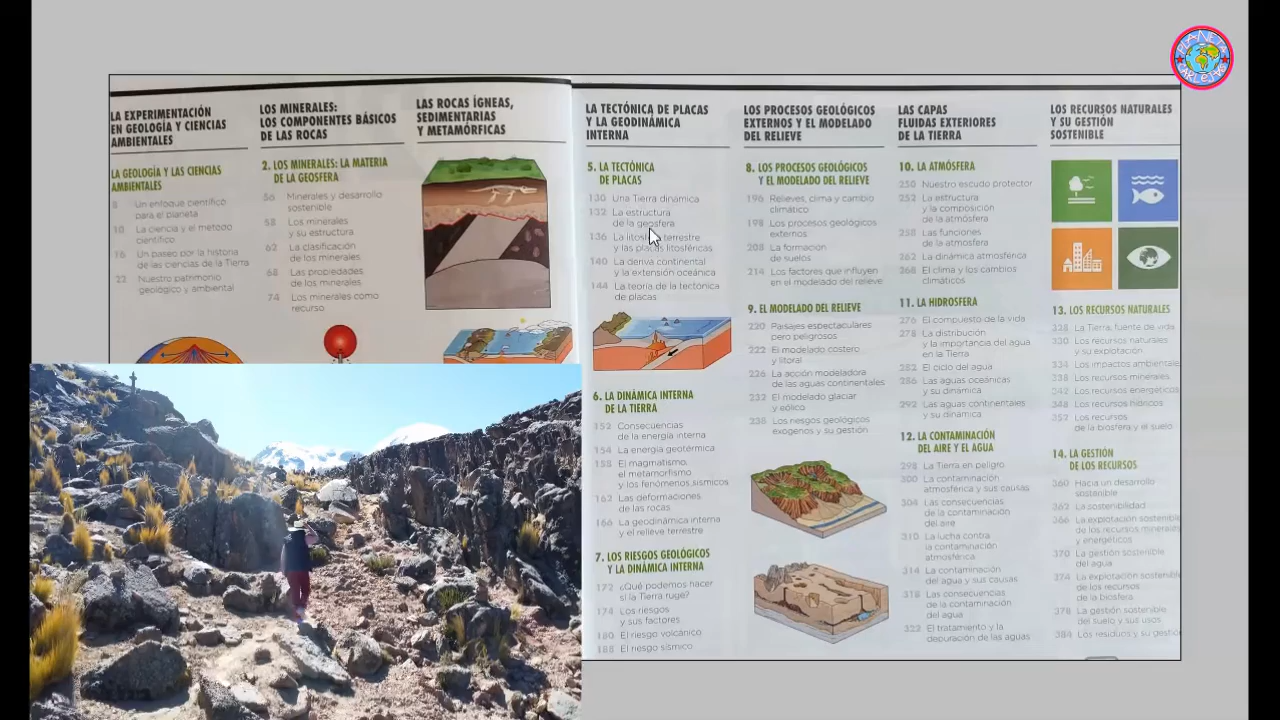 PLANETA
CARLEJAS
LA EXPERIMENTACIÓN
EN GEOLOGÍA Y CIENCIAS
AMBIENTALES
LA GEOLOGÍA Y LAS CIENCIAS
AMBIENTALES
8 Un enfoque científico
para el planeta
10 La ciencia y el método
científico
16 Un paseo por la historia
de las ciencias de la Tierra
22 Nuestro patrimonio
geológico y ambiental
LOS MINERALES:
LOS COMPONENTES BÁSICOS
DE LAS ROCAS
2. LOS MINERALES: LA MATERIA
DE LA GEOSFERA
56 Minerales y desarrollo
sostenible
58 Los minerales
y su estructura
62 La clasificación
de los minerales
68 Las propiedades
de los minerales
74 Los minerales como
recurso
LAS ROCAS ÍGNEAS,
SEDIMENTARIAS
Y METAMÓRFICAS
LA TECTÓNICA DE PLACAS
Y LA GEODINÁMICA
INTERNA
5. LA TECTÓNICA
DE PLACAS
130 Una Tierra dinámica
132 La estructura
de la geosfera
136 La terrestre
y las placas litosféricas
140 La deriva continental
y la extensión oceánica
144 La teoría de la tectónica
de placas
6. LA DINÁMICA INTERNA
DE LA TIERRA
152 Consecuencias
de la energía interna
154 La energía geotérmica
158 El magmatismo,
el metamorfismo
y los fenómenos sísmicos
162 Las deformaciones
de las rocas
166 La geodinámica interna
y el relieve terrestre
7. LOS RIESGOS GEOLÓGICOS
Y LA DINÁMICA INTERNA
172 ¿Qué podemos hacer
si la Tierra ruge?
174 Los riesgos
y sus factores
180 El riesgo volcánico
188 El riesgo sísmico
LOS PROCESOS GEOLÓGICOS
EXTERNOS Y EL MODELADO
DEL RELIEVE
8. LOS PROCESOS GEOLÓGICOS
Y EL MODELADO DEL RELIEVE
196 Relieves, clima y cambio
climático
198 Los procesos geológicos
externos
208 La formación
de suelos
214 Los factores que influyen
en el modelado del relieve
9. EL MODELADO DEL RELIEVE
220 Paisajes espectaculares
pero peligrosos
222 El modelado costero
y litoral
226 La acción modeladora
de las aguas continentales
232 El modelado glaciar
y eólico
238 Los riesgos geológicos
exógenos y su gestión
LAS CAPAS
FLUIDAS EXTERIORES
DE LA TIERRA
10. LA ATMÓSFERA
250 Nuestro escudo protector
252 La estructura
y la composición
de la atmósfera
258 Las funciones
de la atmósfera
262 La dinámica atmosférica
268 El clima y los cambios
climáticos
11. LA HIDROSFERA
276 El compuesto de la vida
278 La distribución
y la importancia del agua
en la Tierra
282 El ciclo del agua
286 Las aguas oceánicas
y su dinámica
292 Las aguas continentales
y su dinámica
12. LA CONTAMINACIÓN
DEL AIRE Y EL AGUA
298 La Tierra en peligro
300 La contaminación
atmosférica y sus causas
304 Las consecuencias
de la contaminación
del aire
310 La lucha contra
la contaminación
atmosférica
314 La contaminación
del agua y sus causas
318 Las consecuencias
de la contaminación
del agua
322 El tratamiento y la
depuración de las aguas
LOS RECURSOS NATURALES
Y SU GESTIÓN
SOSTENIBLE
13. LOS RECURSOS NATURALES
328 La Tierra, fuente de vida
330 Los recursos naturales
y su explotación
334 Los impactos ambientale
338 Los recursos minerales
342 Los recursos energéticos
348 Los recursos hídricos
352 Los recursos
de la biosfera y el suelo
14. LA GESTIÓN
DE LOS RECURSOS
360 Hacia un desarrollo
sostenible
362 La sostenibilidad
366 La explotación sostenible
de los recursos minerales
y energéticos
370 La gestión sostenible
del agua
374 La explotación sostenible
de los recursos
de la biosfera
378 La gestión sostenible
del suelo y sus usos
384 Los residuos y su gestió